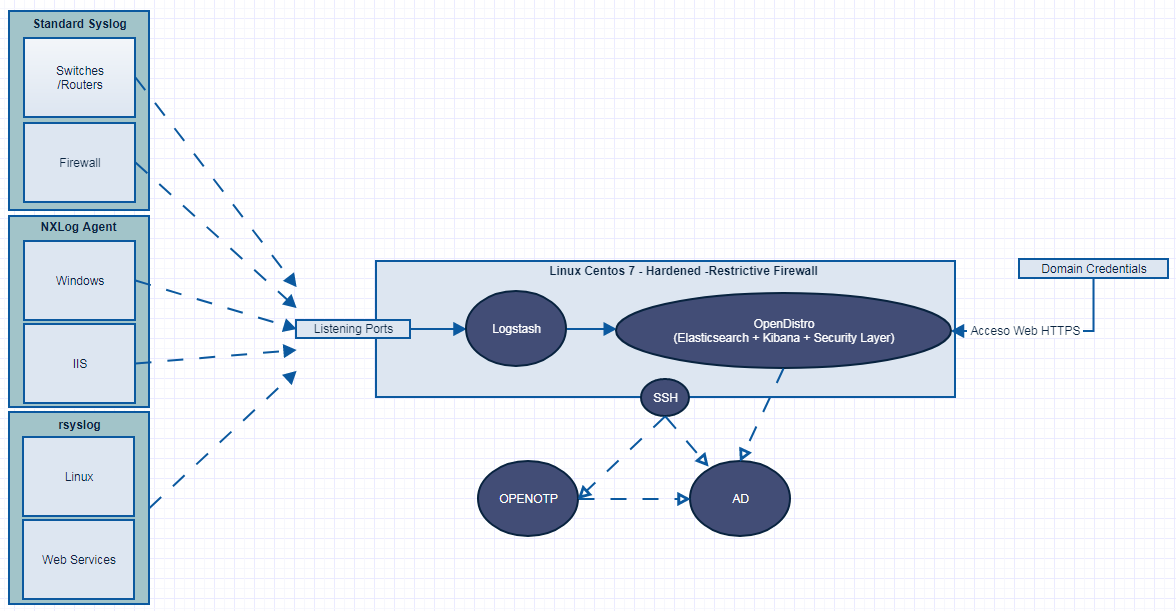 Standard Syslog
Switches
/Routers
Firewall
NXLog Agent
Windows
IIS
rsyslog
Linux
Web Services
Listening Ports
Linux Centos 7 - Hardened -Restrictive Firewall
Logstash
OpenDistro
(Elasticsearch + Kibana + Security Layer)
SSH
OPENOTP
AD
Domain Credentials
Acceso Web HTTPS